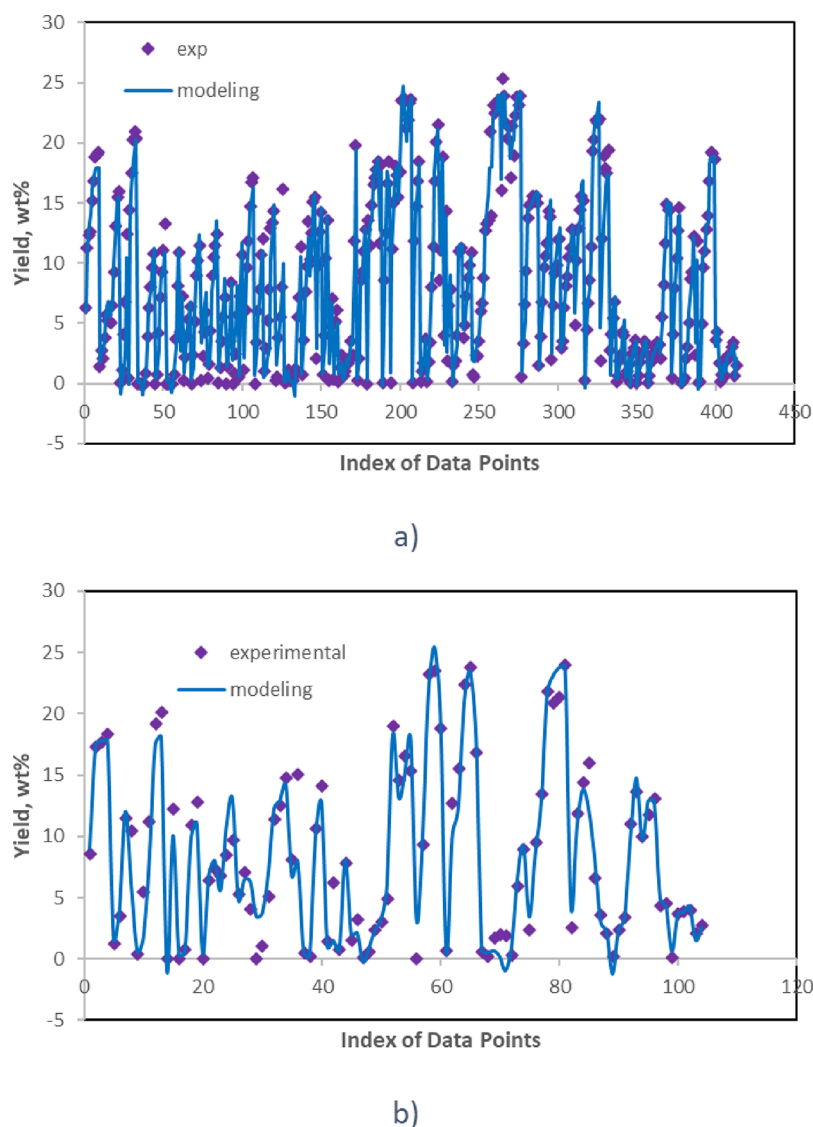 30
25
20
15
10
5
0
-5
Yield, wt%
exp
modeling
0 50 100 150 200 250 300 350 400 450
Index of Data Points
a)
30
25
20
15
10
5
0
-5
Yield, wt%
experimental
modeling
0 20 40 60 80 100 120
Index of Data Points
b)